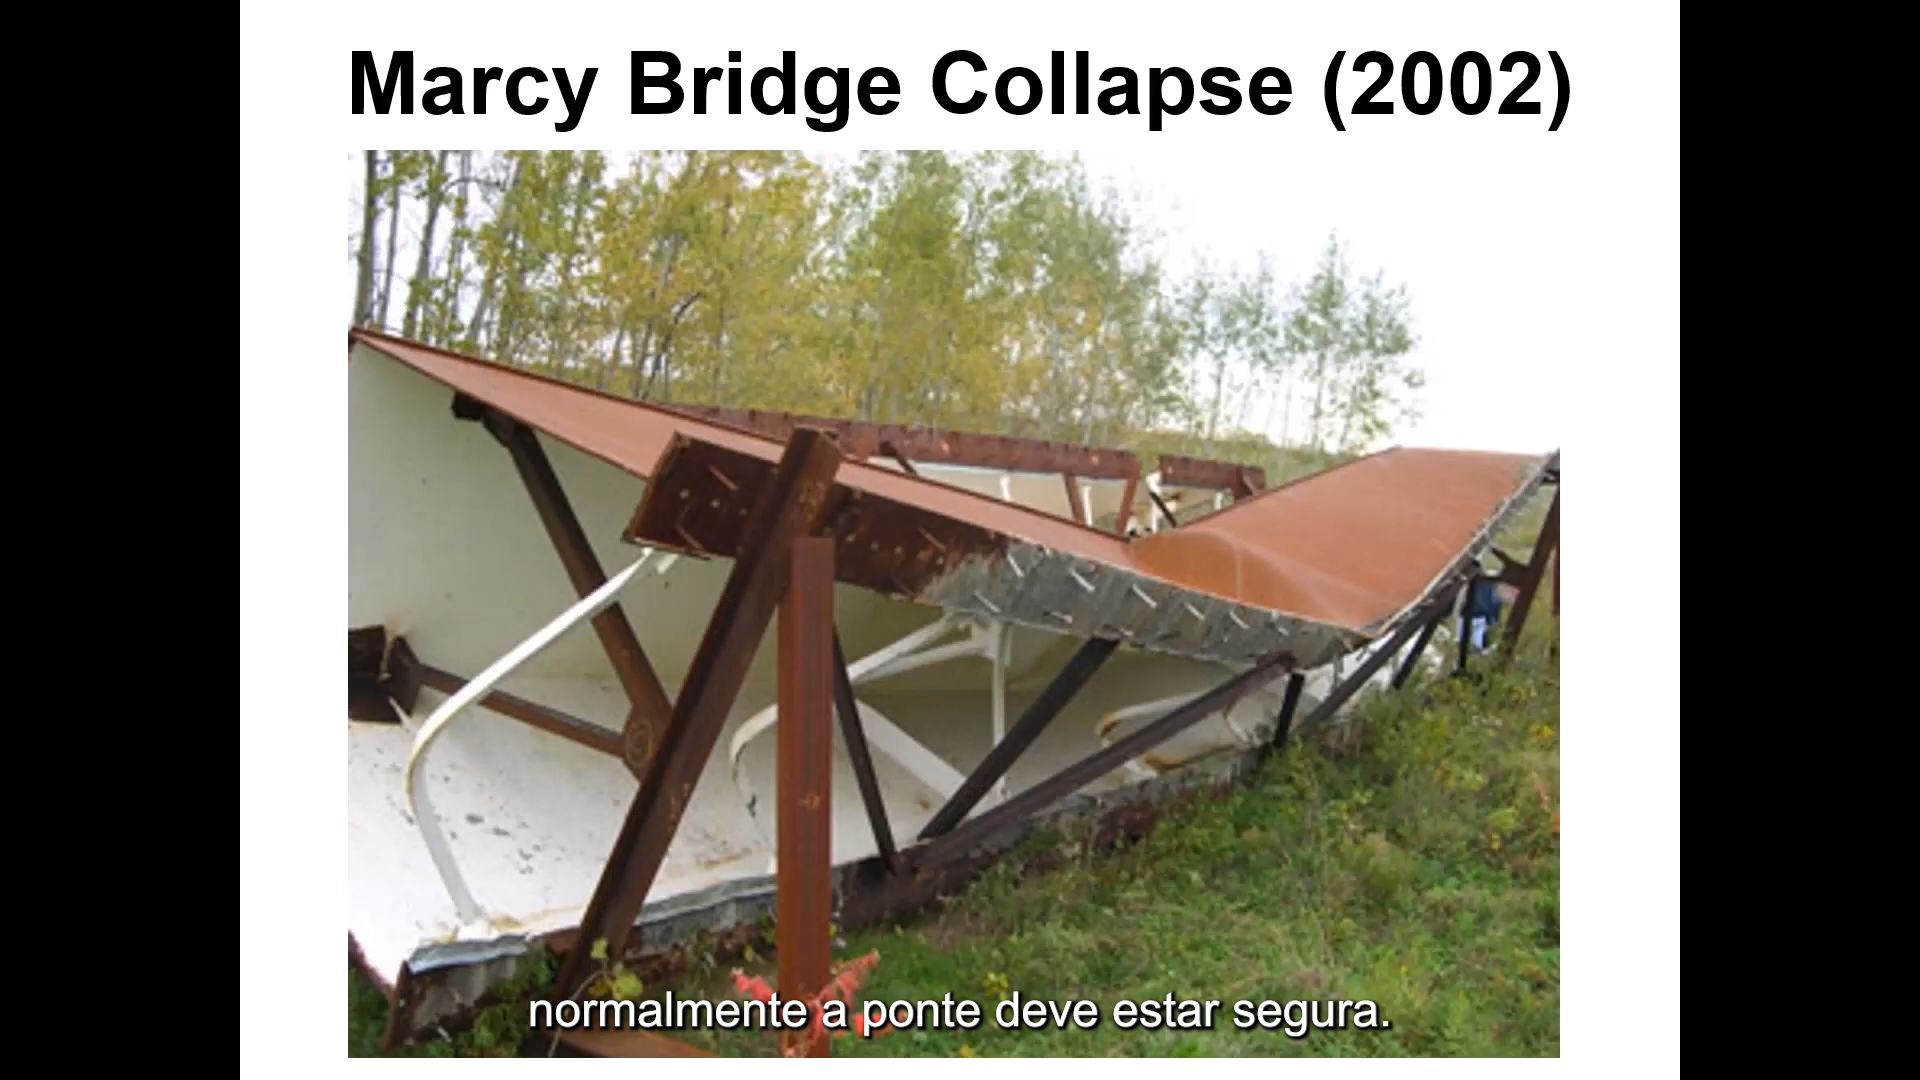 Marcy Bridge Collapse (2002)
normalmente a ponte deve estar segura.